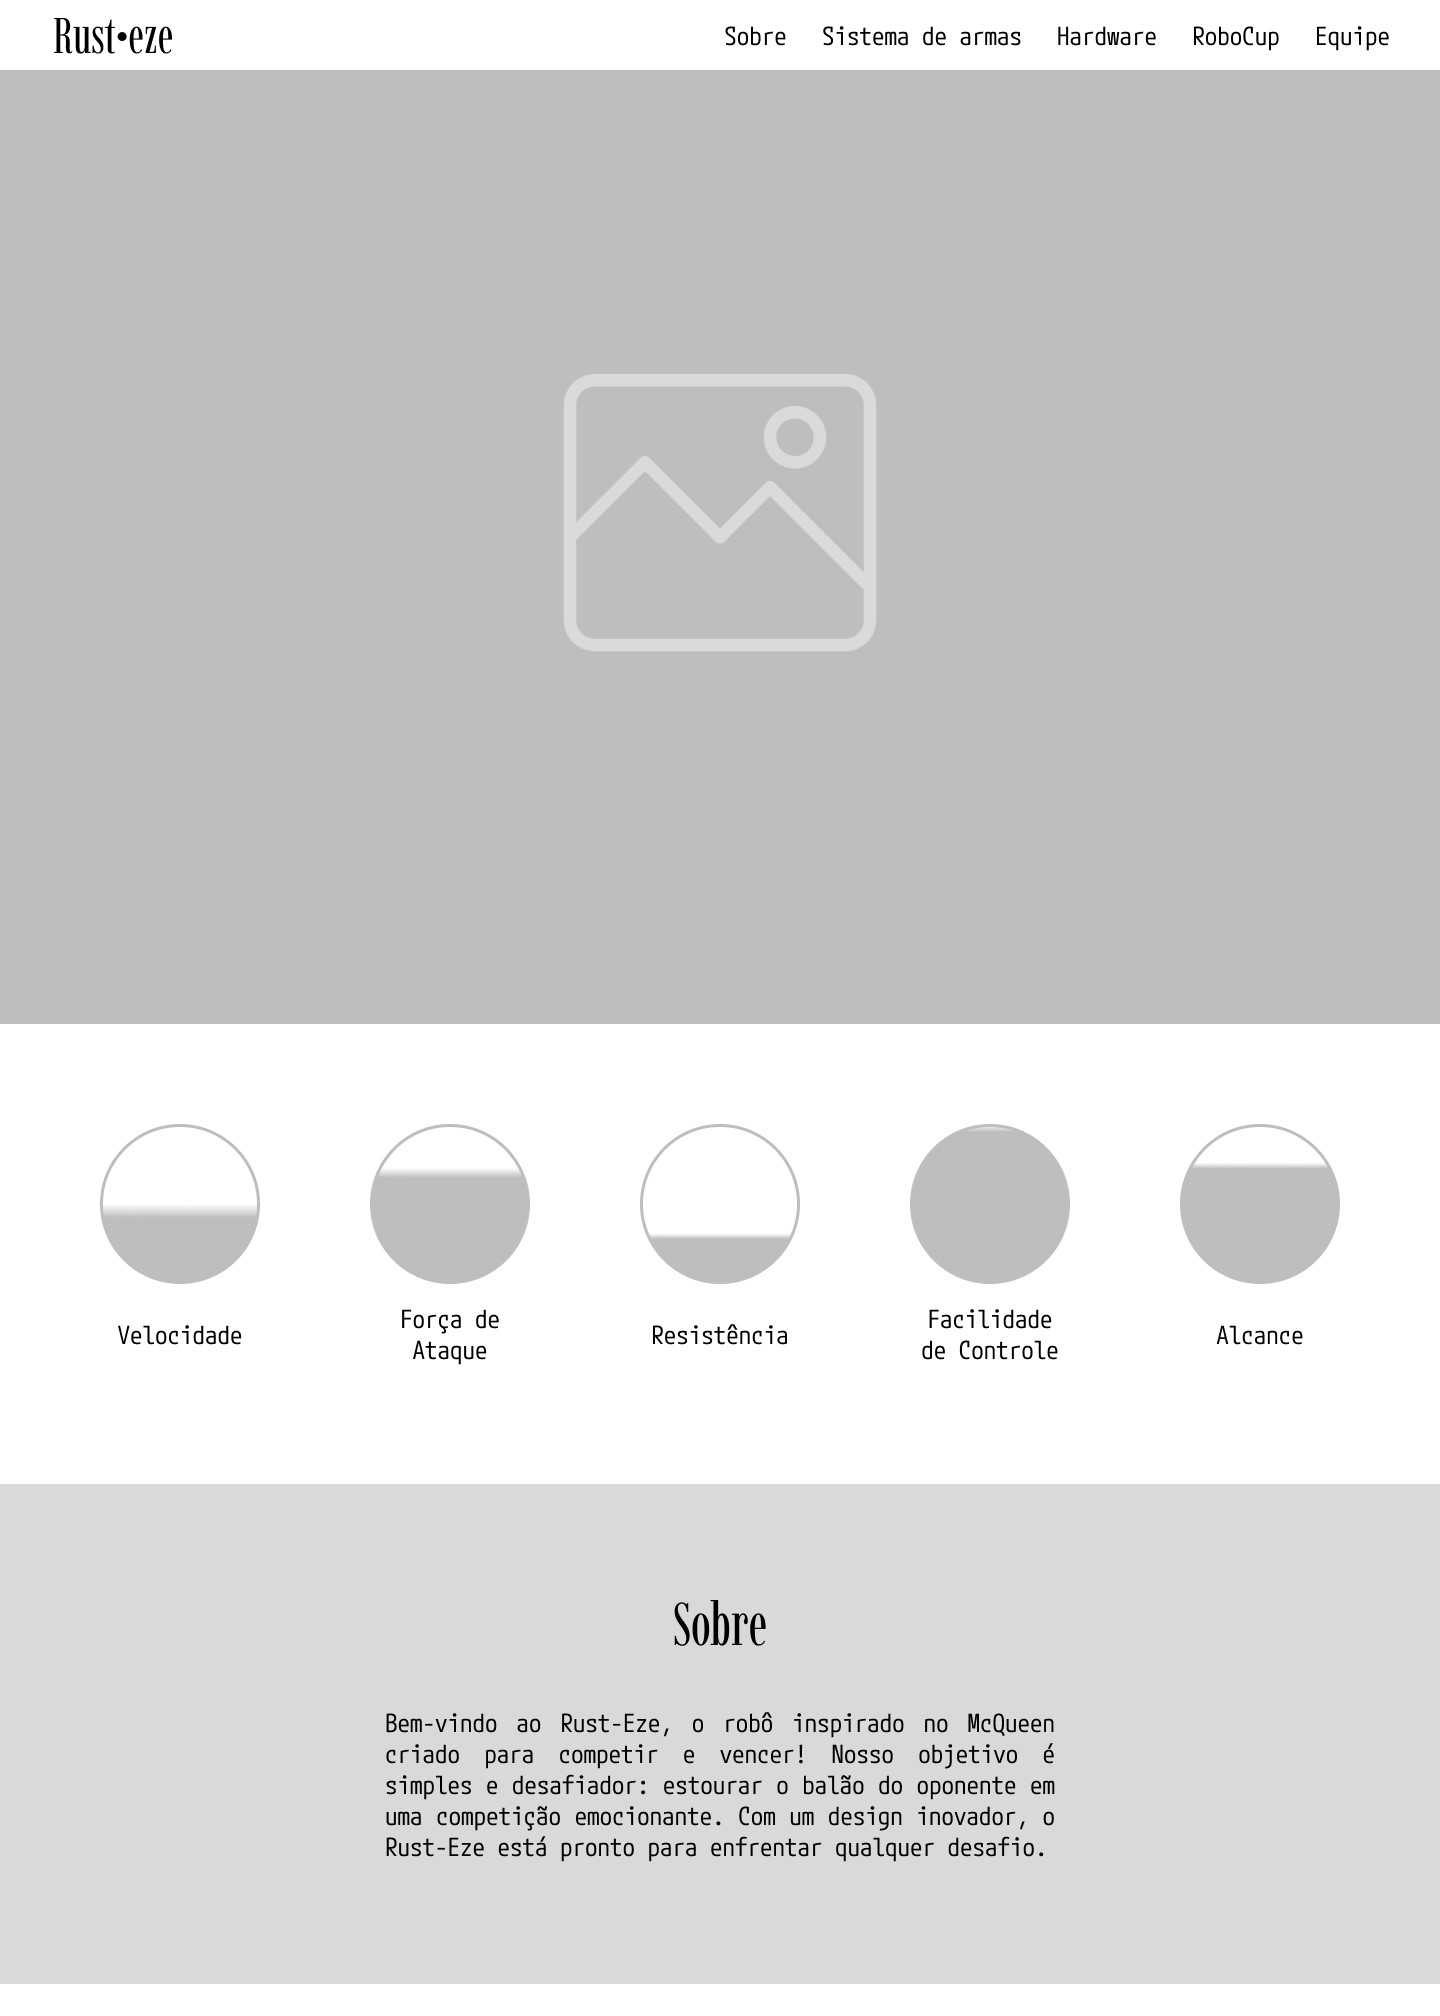 Rust•eze
Sobre Sistema de armas Hardware RoboCup Equipe
Velocidade
Força de
Ataque
Resistência
Facilidade
de Controle
Alcance
Sobre
Bem-vindo ao Rust-Eze, o robô inspirado no McQueen
criado para competir e vencer! Nosso objetivo é
simples e desafiador: estourar o balão do oponente em
uma competição emocionante. Com um design inovador, o
Rust-Eze está pronto para enfrentar qualquer desafio.